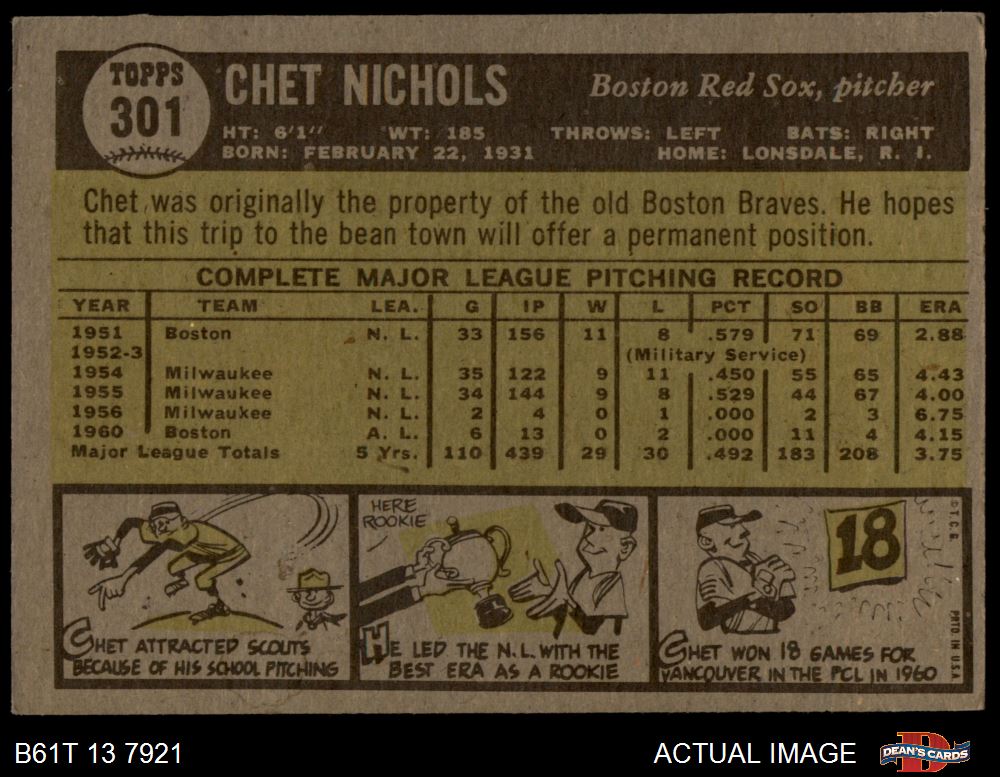 TOPPS
301
CHET NICHOLS
Boston Red Sox, pitcher
HT: 6'1" WT: 185 THROWS: LEFT BATS: RIGHT
BORN: FEBRUARY 22, 1931 HOME: LONSDALE, R. I.
Chet was originally the property of the old Boston Braves. He hopes
that this trip to the bean town will offer a permanent position.
COMPLETE MAJOR LEAGUE PITCHING RECORD
YEAR TEAM LEA. G IP W L PCT SO BB ERA
1951 Boston N. L. 33 156 11 8 .579 71 69 2.88
1952-3 (Military Service)
1954 Milwaukee N. L. 35 122 9 11 .450 55 65 4.43
1955 Milwaukee N. L. 34 144 9 8 .529 44 67 4.00
1956 Milwaukee N. L. 2 4 0 1 .000 2 3 6.75
1960 Boston A. L. 6 13 0 2 .000 11 4 4.15
Major League Totals 5 Yrs. 110 439 29 30 .492 183 208 3.75
CHET ATTRACTED SCOUTS
BECAUSE OF HIS SCHOOL PITCHING
HERE
ROOKIE
HE LED THE N.L. WITH THE
BEST ERA AS A ROOKIE
18
CHET WON 18 GAMES FOR
VANCOUVER IN THE PCL IN 1960
© T. C. G. PRTD. IN U.S.A.
B61T 13 7921
ACTUAL IMAGE
D
DEAN'S CARDS